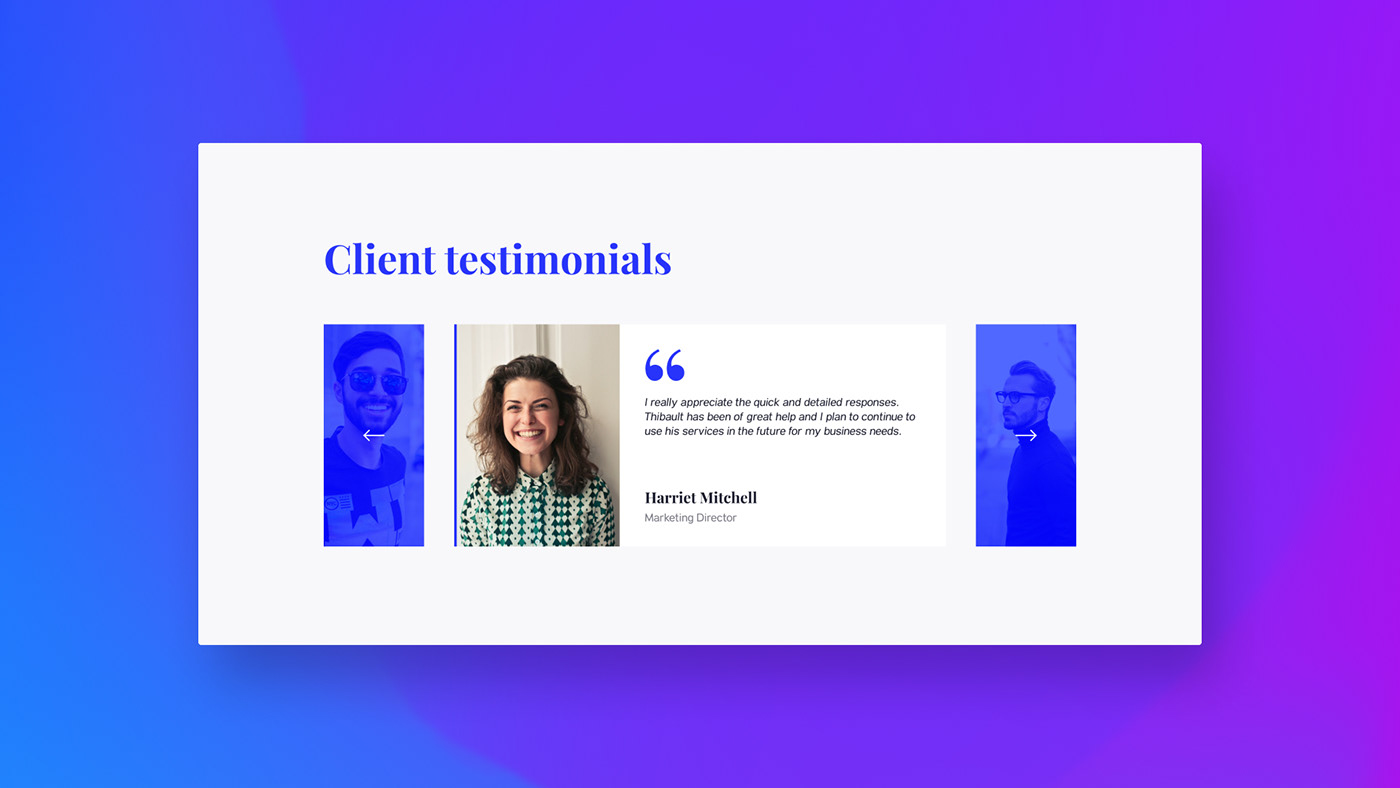 Client testimonials
“
I really appreciate the quick and detailed responses.
Thibault has been of great help and I plan to continue to
use his services in the future for my business needs.
Harriet Mitchell
Marketing Director